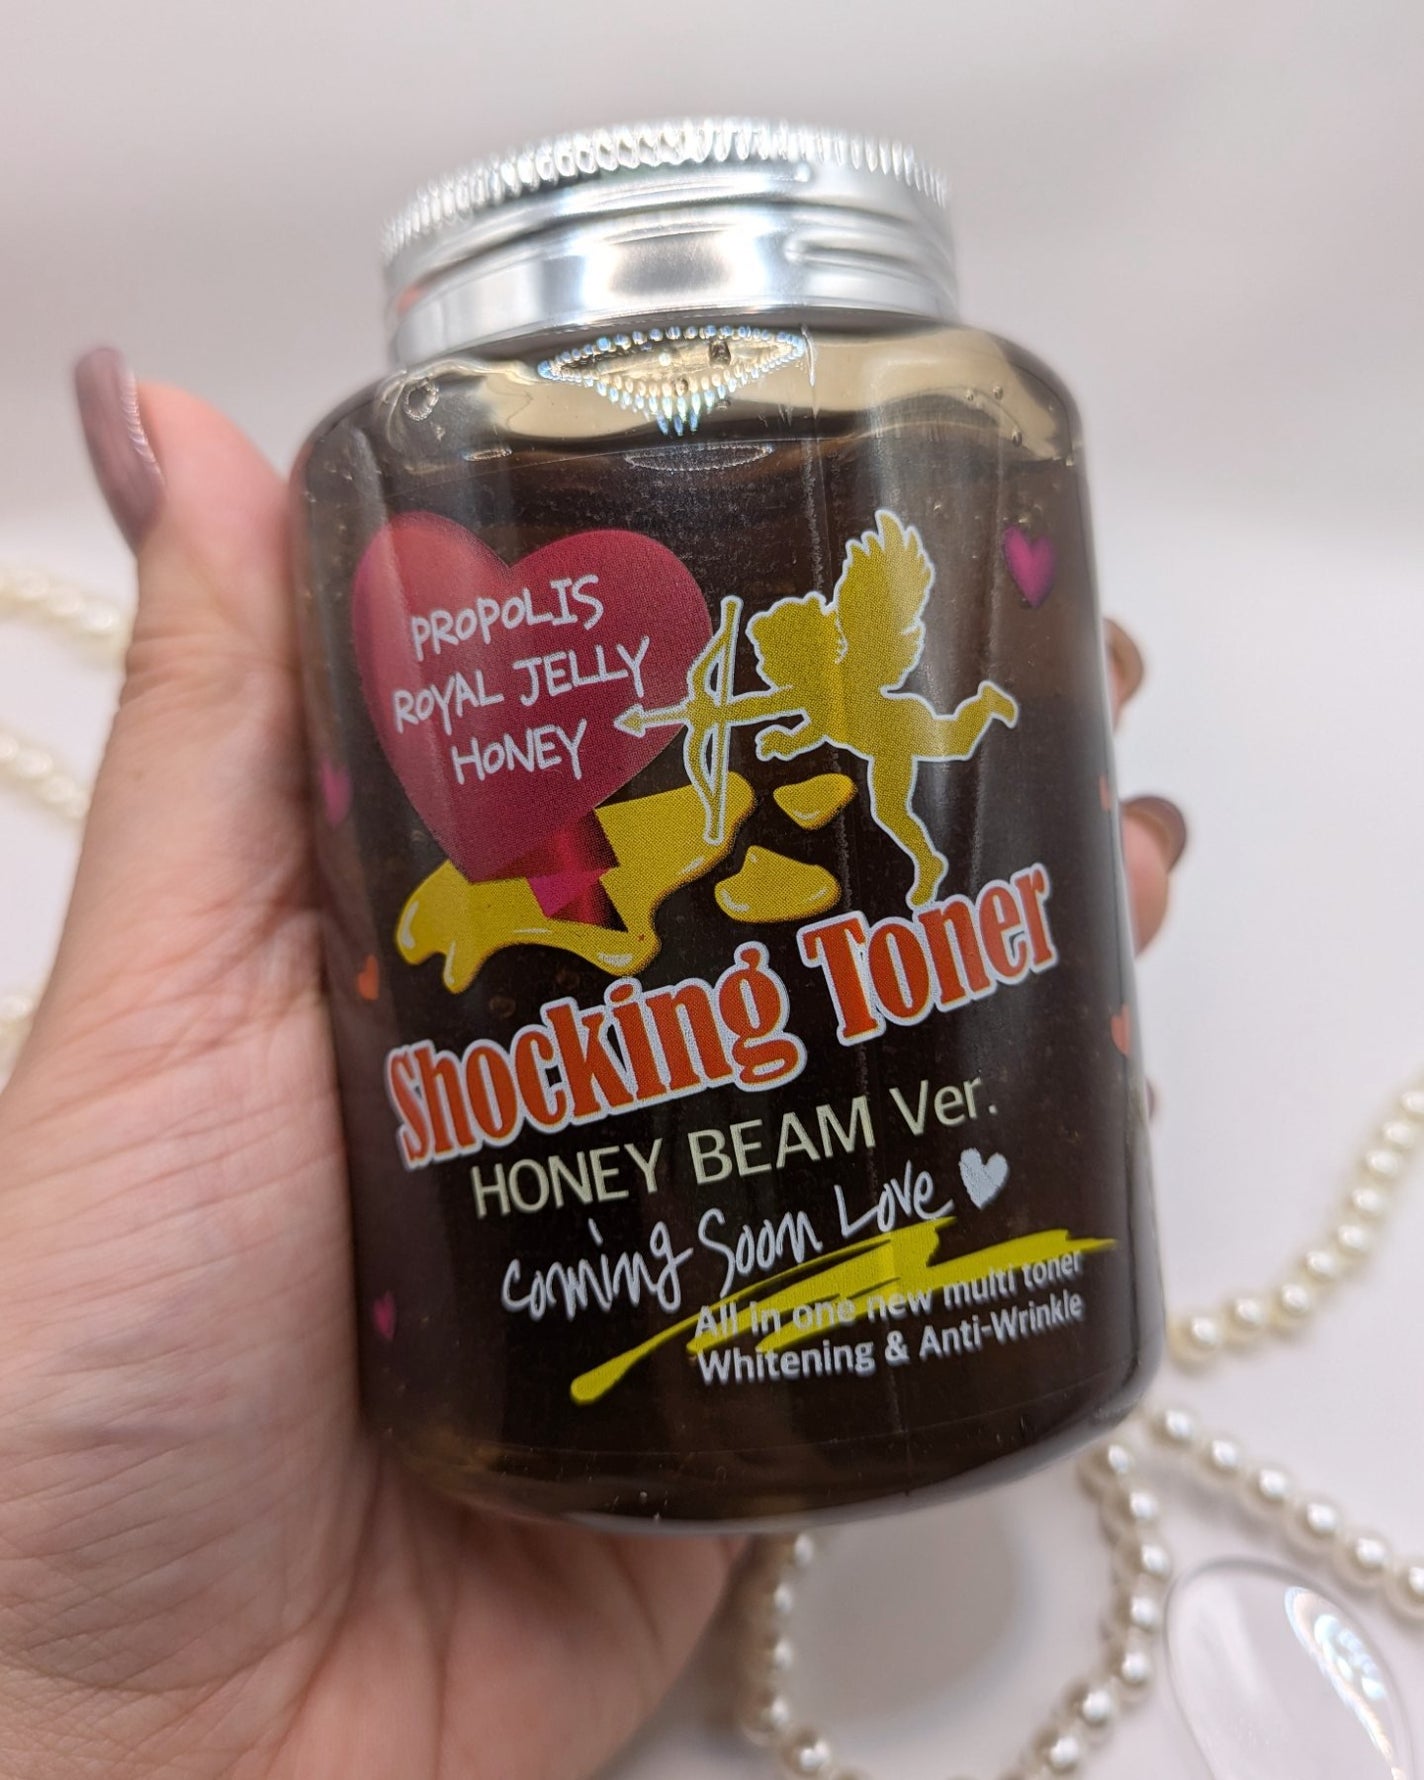 PROPOLIS
ROYAL JELLY
HONEY
Shocking Toner
HONEY BEAM Ver.
Coming Soon Love
All in one new multi toner
Whitening & Anti-Wrinkle